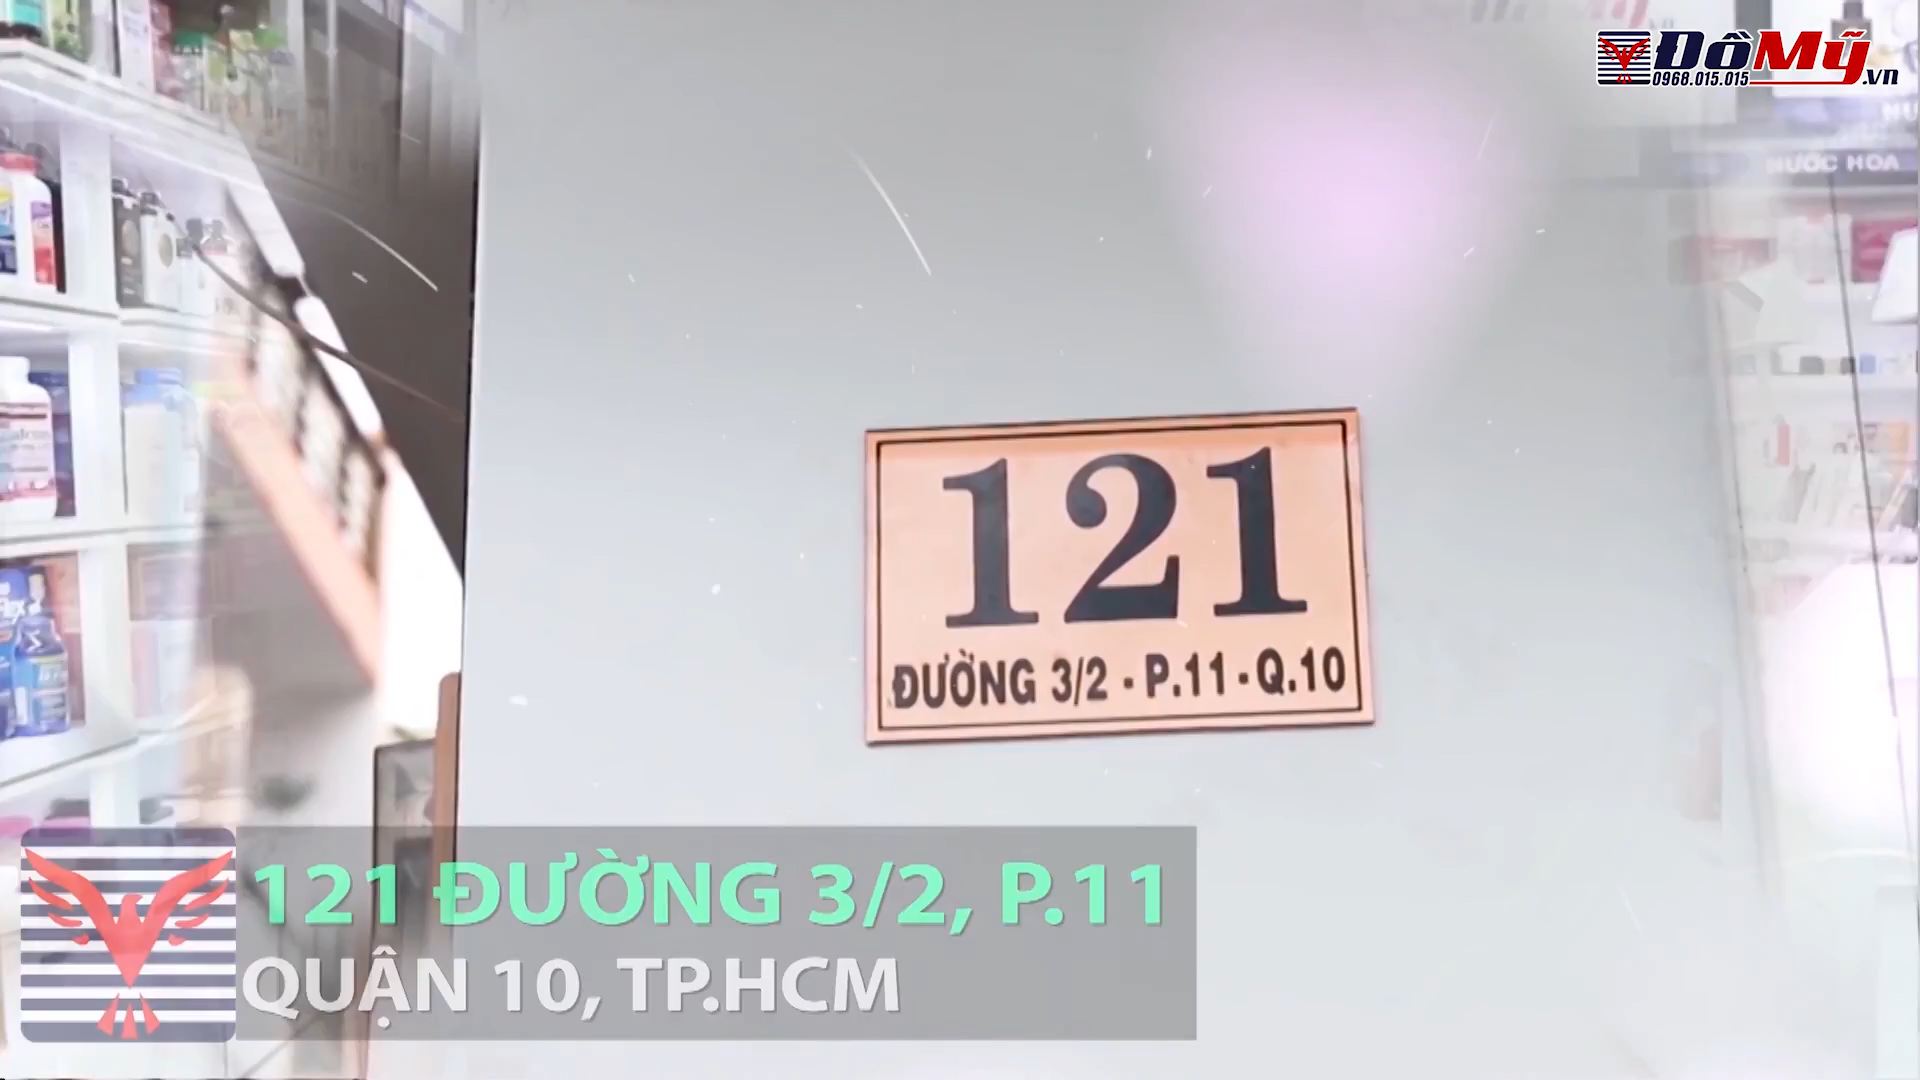 ĐôMỹ.vn
0968.015.015
NƯỚC HOA
121
ĐƯỜNG 3/2 - P.11 - Q.10
121 ĐƯỜNG 3/2, P.11
QUẬN 10, TP.HCM